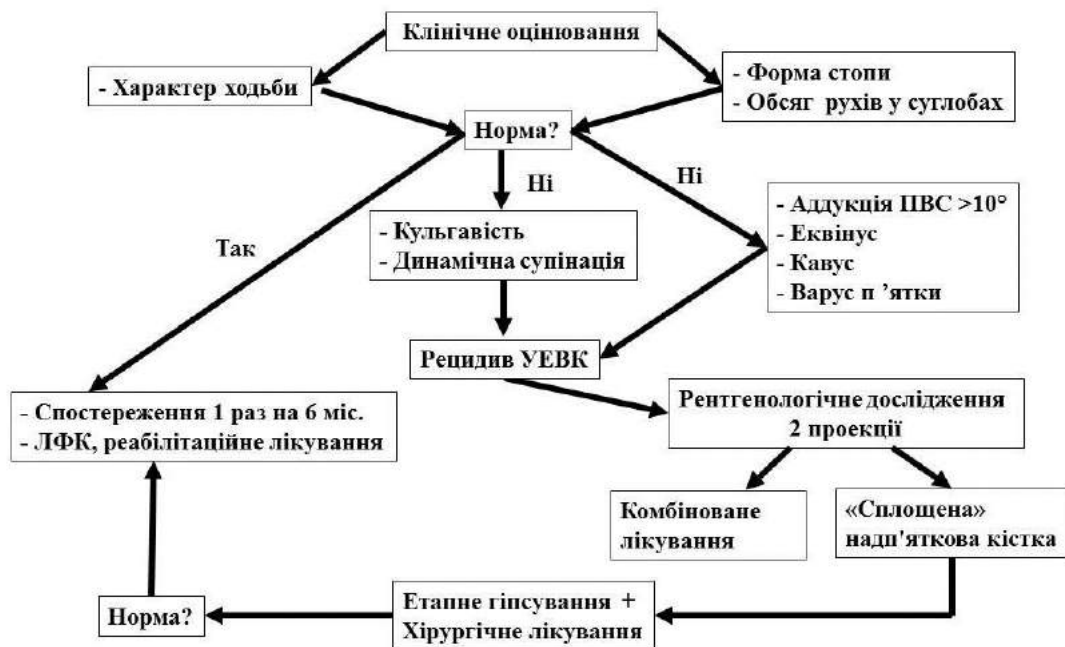 Клінічне оцінювання
- Характер ходьби
- Форма стопи
- Обсяг рухів у суглобах
Норма?
Ні
Ні
Так
- Кульгавість
- Динамічна супінація
- Аддукція ПВС >10°
- Еквінус
- Кавус
- Варус п ’ятки
Рецидив УЕВК
- Спостереження 1 раз на 6 міс.
- ЛФК, реабілітаційне лікування
Рентгенологічне дослідження
2 проекції
Комбіноване
лікування
«Сплощена»
надп'яткова кістка
Норма?
Етапне гіпсування +
Хірургічне лікування